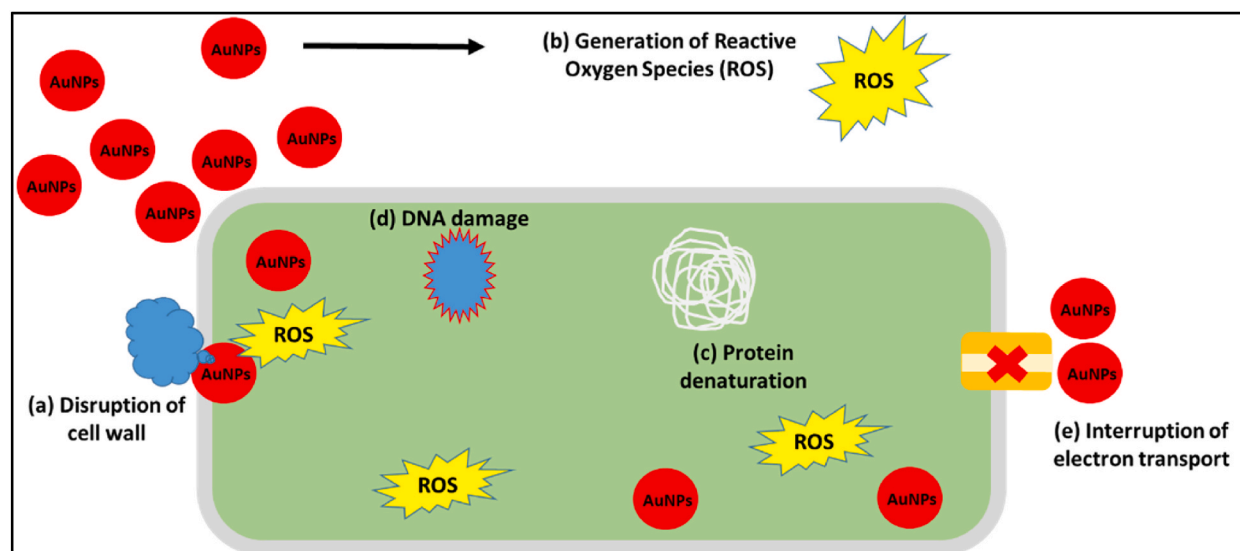 AuNPs
(b) Generation of Reactive
Oxygen Species (ROS)
ROS
AuNPs
AuNPs
AuNPs
AuNPs
AuNPs
AuNPs
(d) DNA damage
AuNPs
ROS
AuNPs
(a) Disruption of
cell wall
(c) Protein
denaturation
AuNPs
AuNPs
(e) Interruption of
electron transport
ROS
ROS
AuNPs
AuNPs